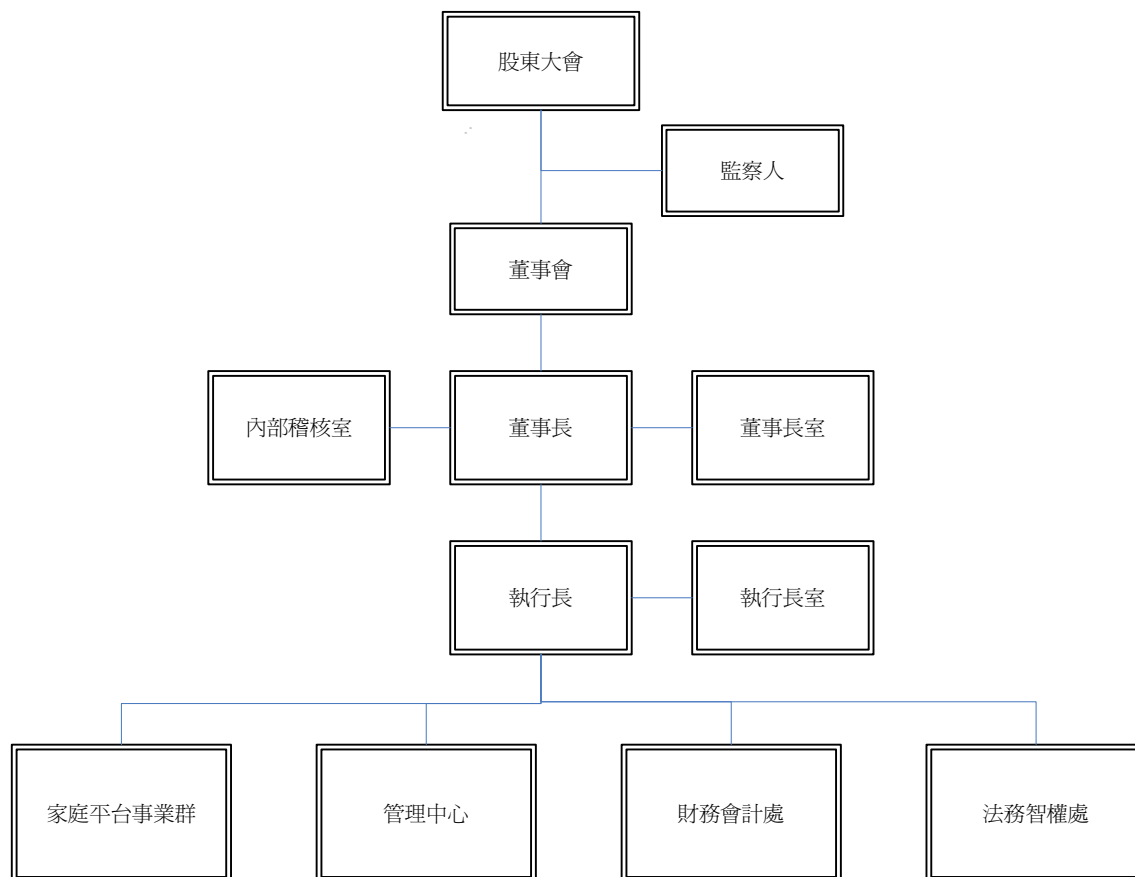 股東大會
監察人
董事會
內部稽核室
董事長
董事長室
執行長
執行長室
家庭平台事業群
管理中心
財務會計處
法務智權處